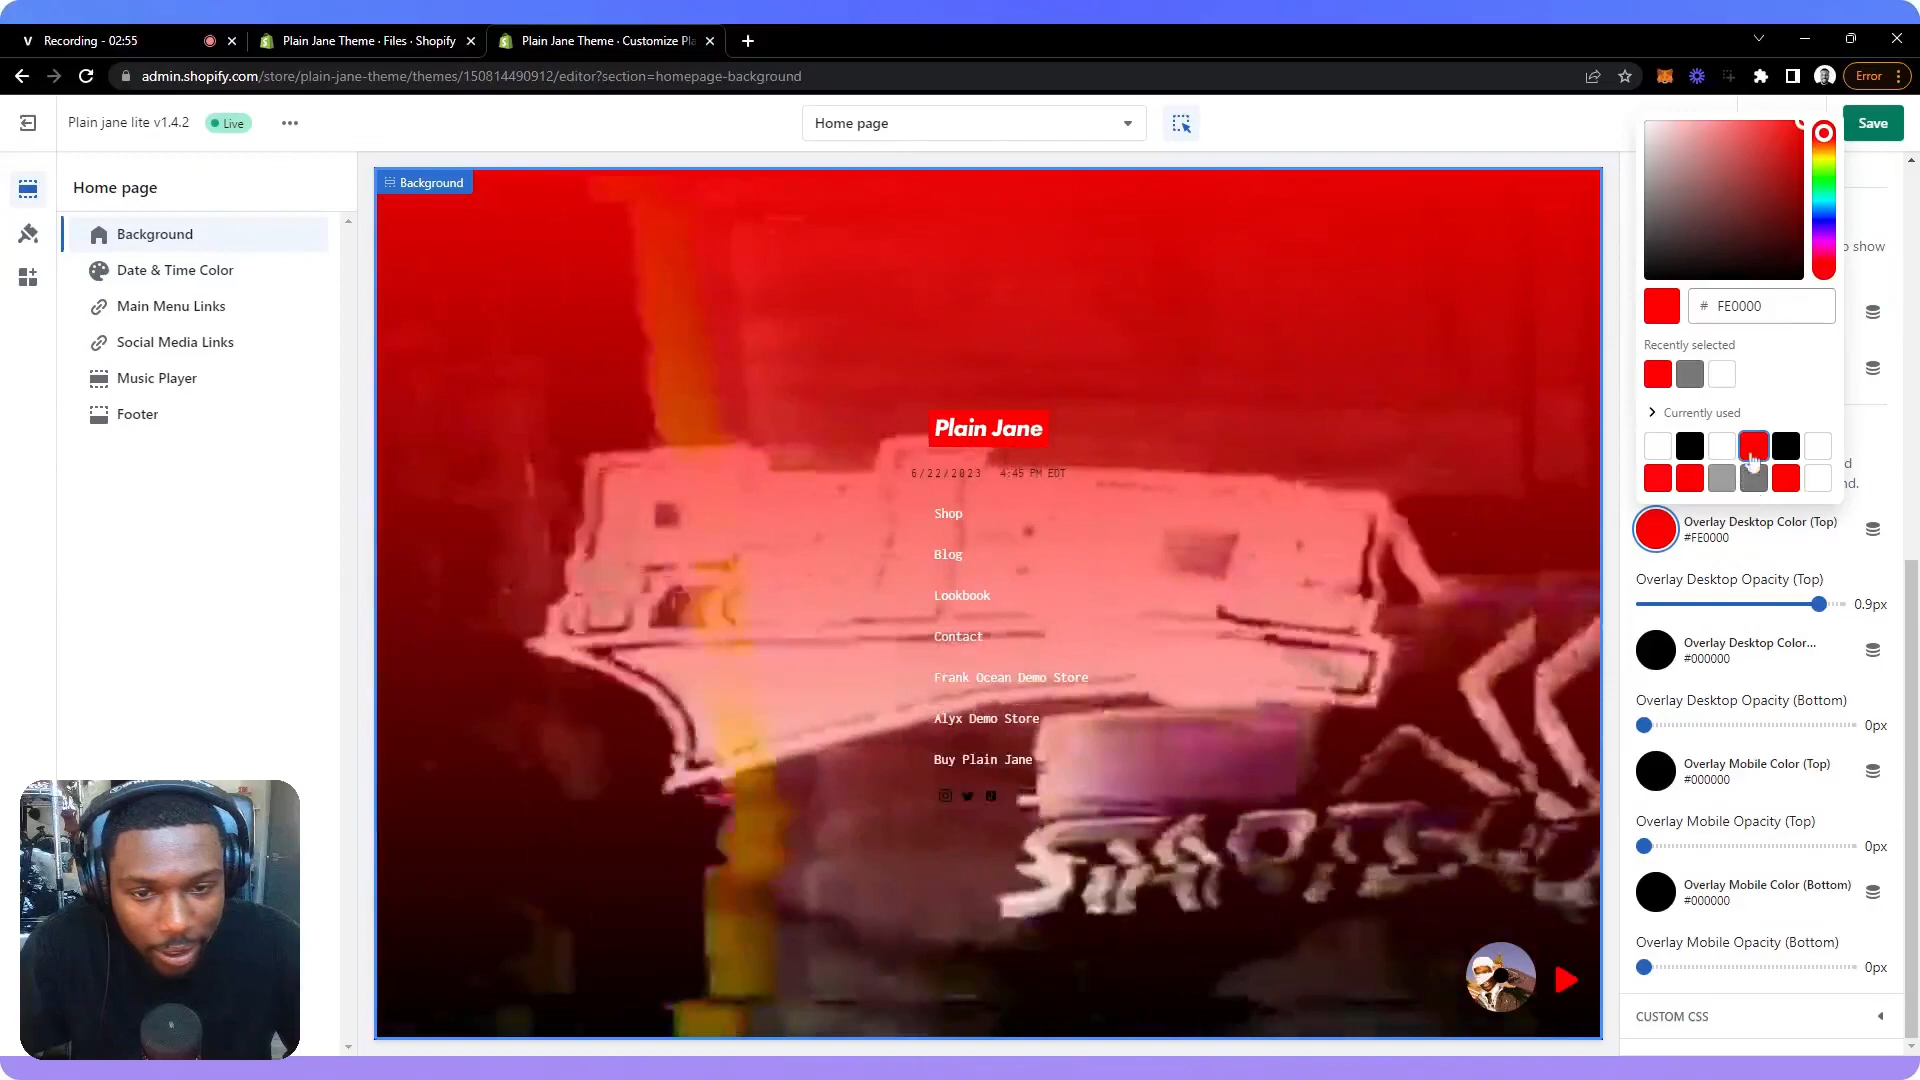 V Recording - 02:55
Plain Jane Theme · Files · Shopify
Plain Jane Theme · Customize Pla
admin.shopify.com/store/plain-jane-theme/themes/150814490912/editor?section=homepage-background
Error
Plain jane lite v1.4.2
Live
Home page
Save
Home page
Background
Date & Time Color
Main Menu Links
Social Media Links
Music Player
Footer
Background
Plain Jane
6/22/2023 4:45 PM EDT
Shop
Blog
Lookbook
Contact
Frank Ocean Demo Store
Alyx Demo Store
Buy Plain Jane
show
# FE0000
Recently selected
Currently used
d
nd.
Overlay Desktop Color (Top)
#FE0000
Overlay Desktop Opacity (Top)
0.9px
Overlay Desktop Color...
#000000
Overlay Desktop Opacity (Bottom)
0px
Overlay Mobile Color (Top)
#000000
Overlay Mobile Opacity (Top)
0px
Overlay Mobile Color (Bottom)
#000000
Overlay Mobile Opacity (Bottom)
0px
CUSTOM CSS